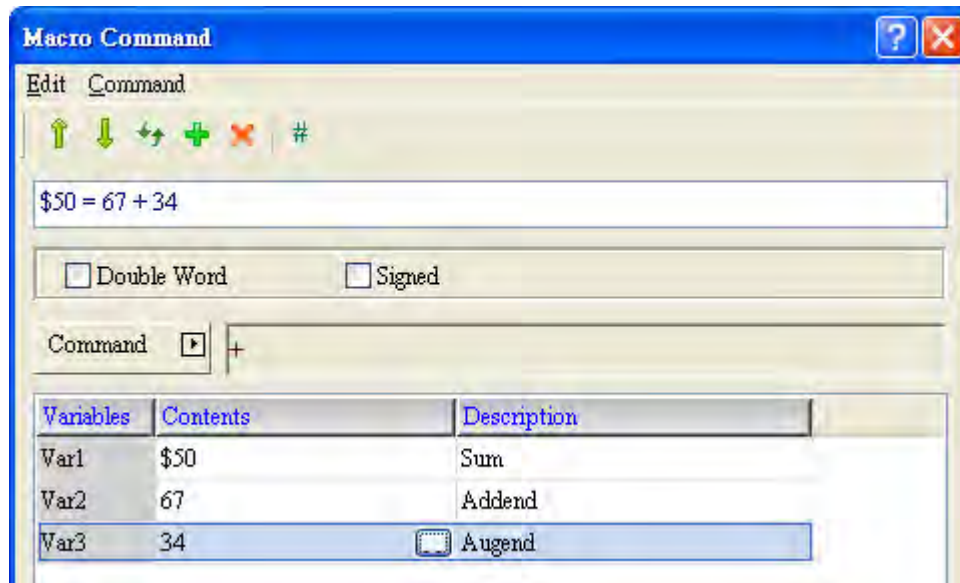 Macro Command
Edit Command
#
$50 = 67 + 34
Double Word Signed
Command +
Variables Contents Description
Var1 $50 Sum
Var2 67 Addend
Var3 34 ... Augend